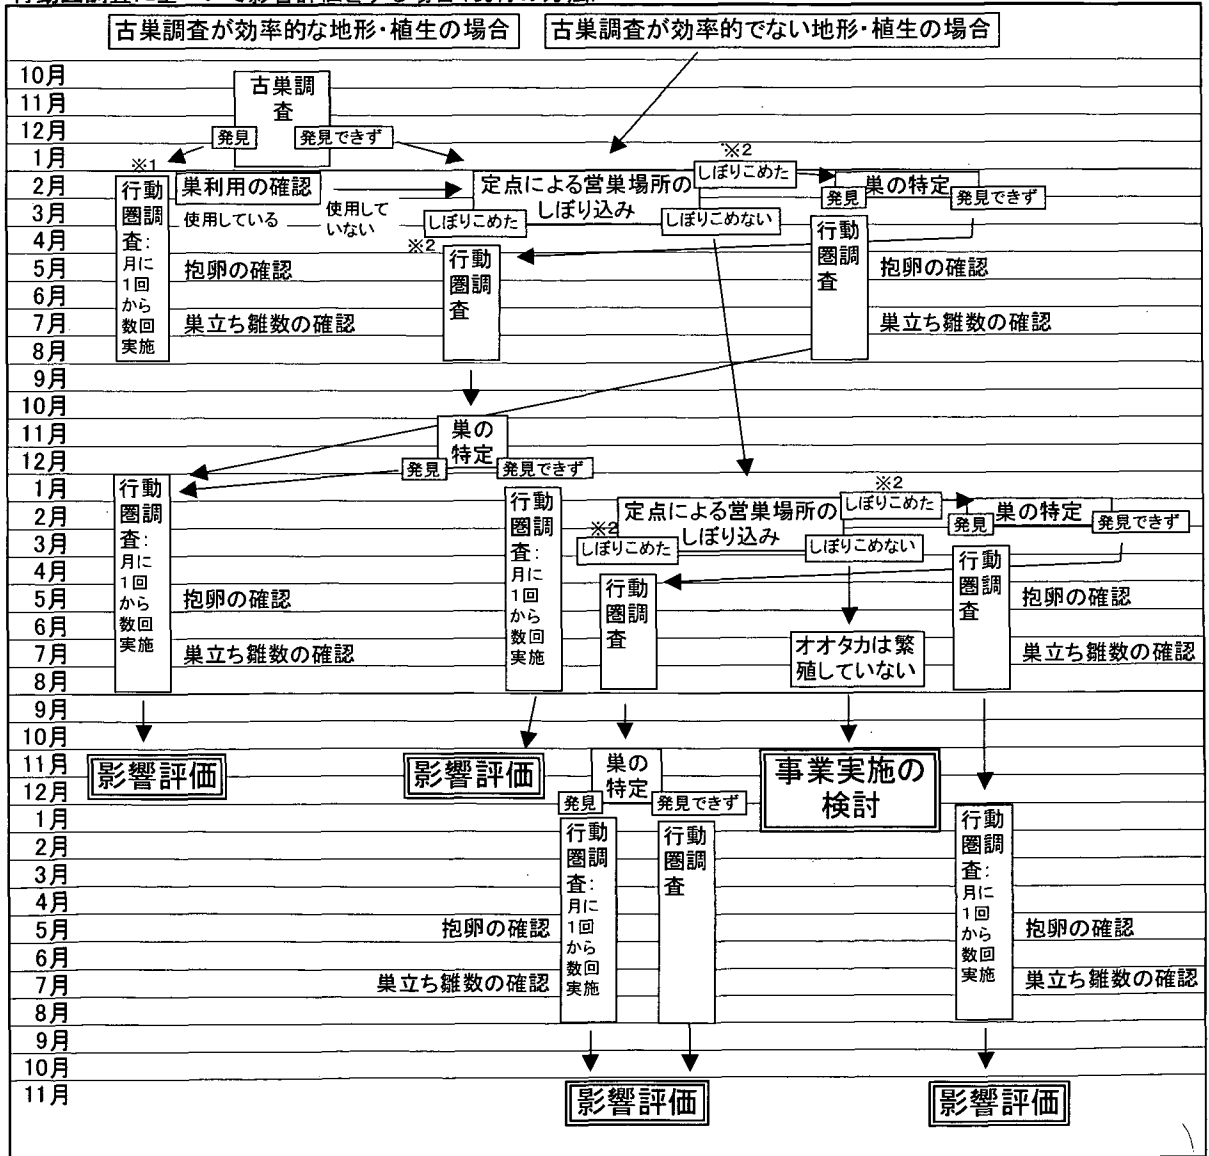 古巣調査が効率的な地形・植生の場合
古巣調査が効率的でない地形・植生の場合
10月
11月
12月
1月
2月
3月
4月
5月
6月
7月
8月
9月
10月
11月
12月
1月
2月
3月
4月
5月
6月
7月
8月
9月
10月
11月
12月
1月
2月
3月
4月
5月
6月
7月
8月
9月
10月
11月
古巣調
査
発見
発見できず
※1
行動
圏調
査:
月に
1回
から
数回
実施
巣利用の確認
使用している
使用して
いない
抱卵の確認
巣立ち雛数の確認
定点による営巣場所の
しぼり込み
※2
しぼりこめた
しぼりこめた
しぼりこめない
※2
行動
圏調
査
巣の特定
発見
発見できず
行動
圏調
査
抱卵の確認
巣立ち雛数の確認
巣の
特定
発見
発見できず
行動
圏調
査:
月に
1回
から
数回
実施
抱卵の確認
巣立ち雛数の確認
行動
圏調
査:
月に
1回
から
数回
実施
定点による営巣場所の
しぼり込み
※2
しぼりこめた
※2
しぼりこめた
しぼりこめない
行動
圏調
査
オオタカは繁
殖していない
巣の特定
発見
発見できず
行動
圏調
査
抱卵の確認
巣立ち雛数の確認
影響評価
影響評価
巣の
特定
発見
発見できず
事業実施の
検討
行動
圏調
査:
月に
1回
から
数回
実施
抱卵の確認
巣立ち雛数の確認
行動
圏調
査
行動
圏調
査:
月に
1回
から
数回
実施
抱卵の確認
巣立ち雛数の確認
影響評価
影響評価